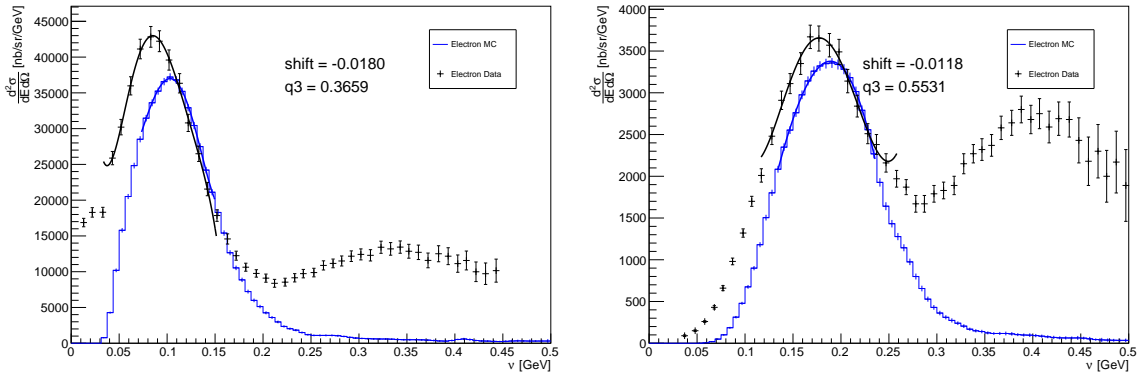 d²σ/dEdΩ [nb/sr/GeV]
45000
40000
35000
30000
25000
20000
15000
10000
5000
0
Electron MC
Electron Data
shift = -0.0180
q3 = 0.3659
0 0.05 0.1 0.15 0.2 0.25 0.3 0.35 0.4 0.45 0.5
ν [GeV]
d²σ/dEdΩ [nb/sr/GeV]
4000
3500
3000
2500
2000
1500
1000
500
0
Electron MC
Electron Data
shift = -0.0118
q3 = 0.5531
0 0.05 0.1 0.15 0.2 0.25 0.3 0.35 0.4 0.45 0.5
ν [GeV]